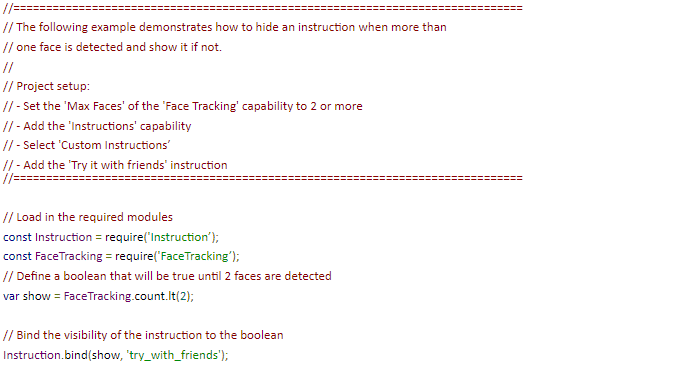 //==============================================================================
// The following example demonstrates how to hide an instruction when more than
// one face is detected and show it if not.
//
// Project setup:
// - Set the 'Max Faces' of the 'Face Tracking' capability to 2 or more
// - Add the 'Instructions' capability
// - Select 'Custom Instructions'
// - Add the 'Try it with friends' instruction
//==============================================================================
// Load in the required modules
const Instruction = require('Instruction');
const FaceTracking = require('FaceTracking');
// Define a boolean that will be true until 2 faces are detected
var show = FaceTracking.count.lt(2);
// Bind the visibility of the instruction to the boolean
Instruction.bind(show, 'try_with_friends');